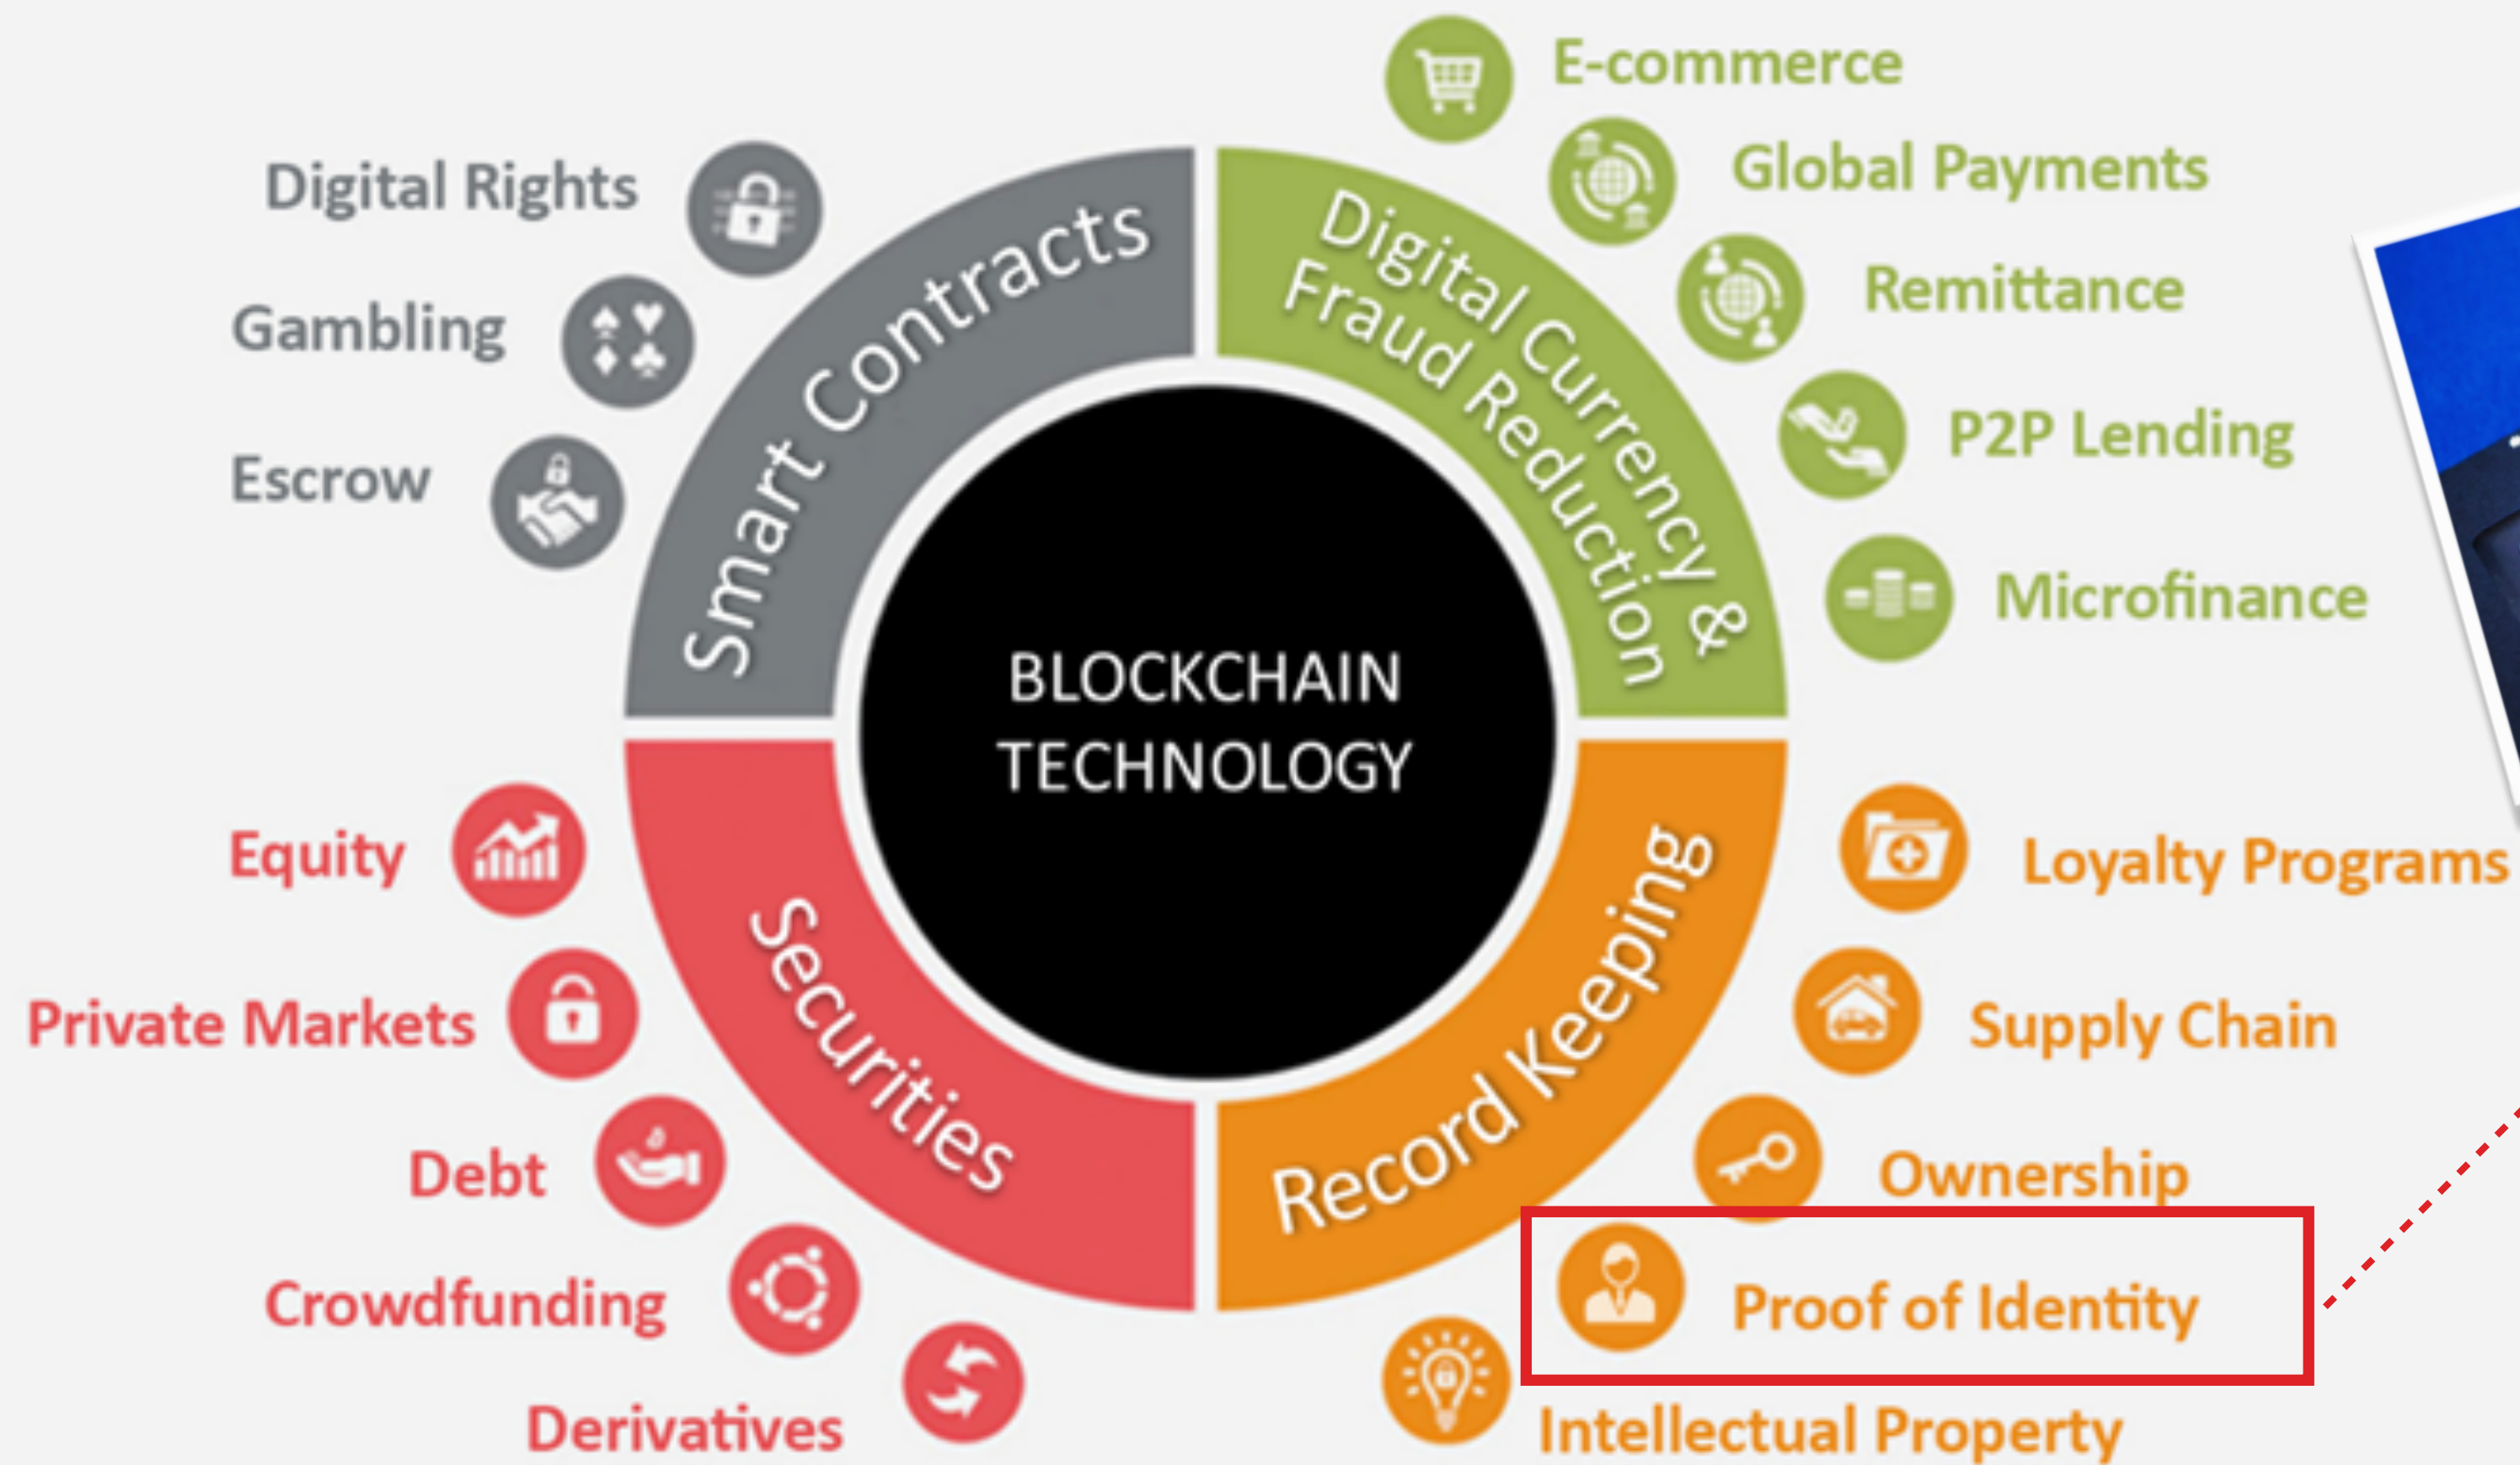 E-commerce
Global Payments
Remittance
P2P Lending
Microfinance
Digital Rights
Gambling
Escrow
Smart Contracts
Digital Currency &
Fraud Reduction
BLOCKCHAIN
TECHNOLOGY
Securities
Record Keeping
Equity
Private Markets
Debt
Crowdfunding
Derivatives
Loyalty Programs
Supply Chain
Ownership
Proof of Identity
Intellectual Property